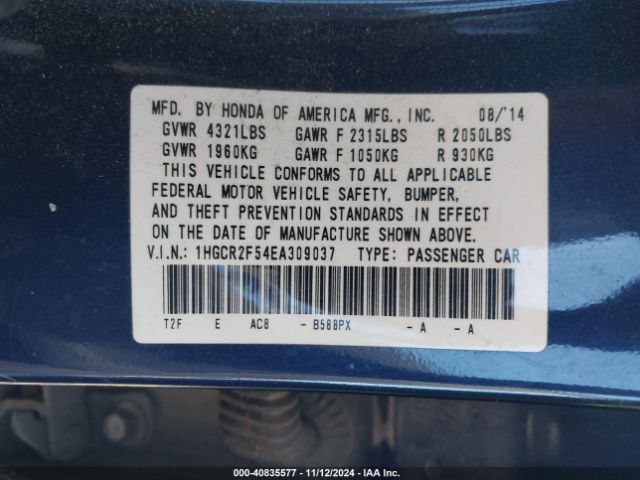 MFD. BY HONDA OF AMERICA MFG., INC. 08/'14
GVWR 4321LBS GAWR F 2315LBS R 2050LBS
GVWR 1960KG GAWR F 1050KG R 930KG
THIS VEHICLE CONFORMS TO ALL APPLICABLE
FEDERAL MOTOR VEHICLE SAFETY, BUMPER,
AND THEFT PREVENTION STANDARDS IN EFFECT
ON THE DATE OF MANUFACTURE SHOWN ABOVE.
V.I.N.: 1HGCR2F54EA309037 TYPE: PASSENGER CAR
T2F E AC8 - B588PX - A - A
000-40835577 - 11/12/2024 - IAA Inc.